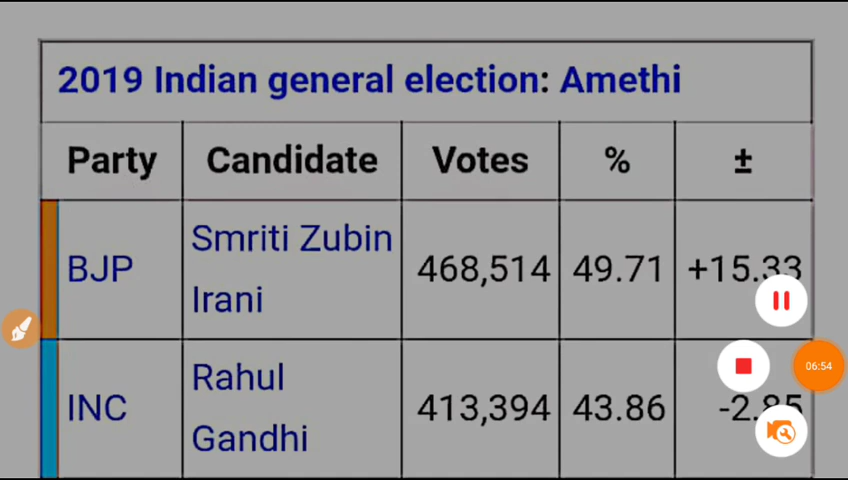 2019 Indian general election: Amethi
Party Candidate Votes % ±
Smriti Zubin
BJP 468,514 49.71 +15.33
Irani
Rahul
INC 413,394 43.86 -2.85
Gandhi
06:54